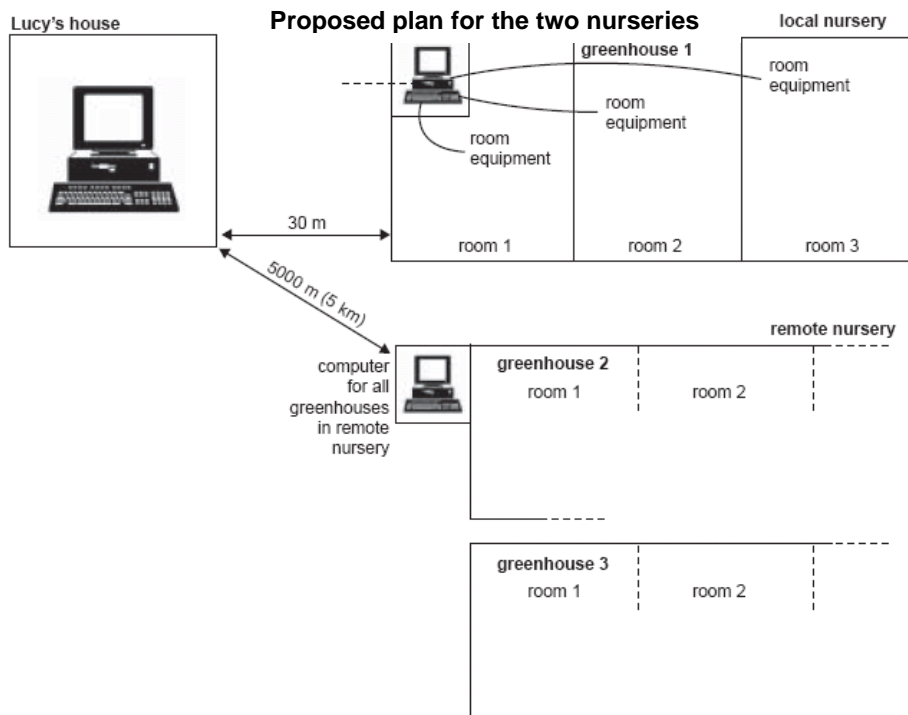 Lucy's house
Proposed plan for the two nurseries
local nursery
greenhouse 1
room
equipment
room
equipment
room
equipment
30 m
room 1
room 2
room 3
5000 m (5 km)
remote nursery
computer
for all
greenhouses
in remote
nursery
greenhouse 2
room 1
room 2
greenhouse 3
room 1
room 2